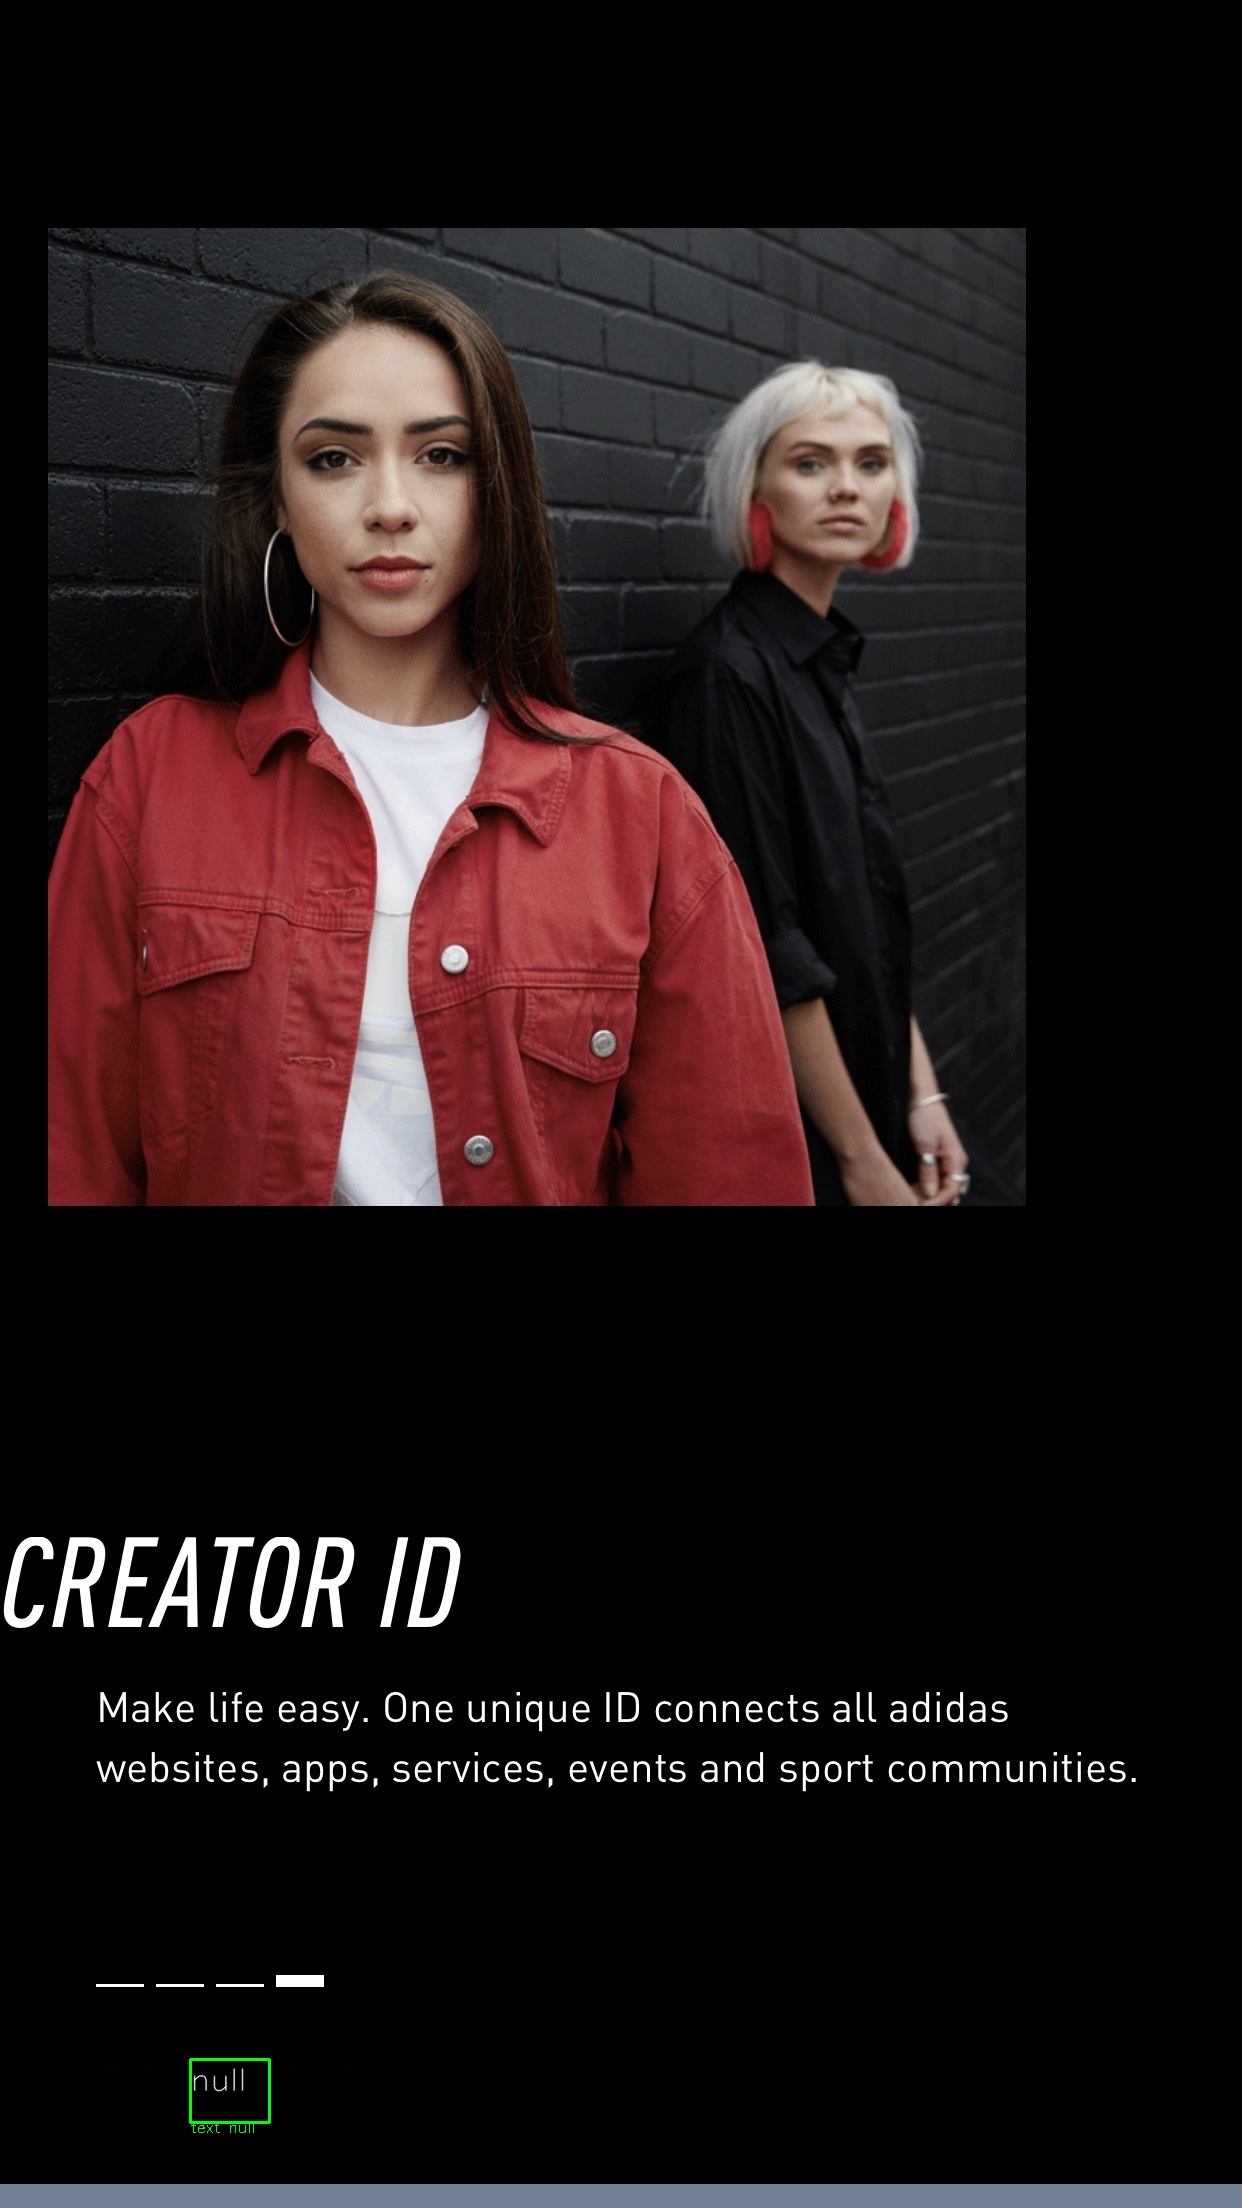 CREATOR ID
Make life easy. One unique ID connects all adidas
websites, apps, services, events and sport communities.
null
text null